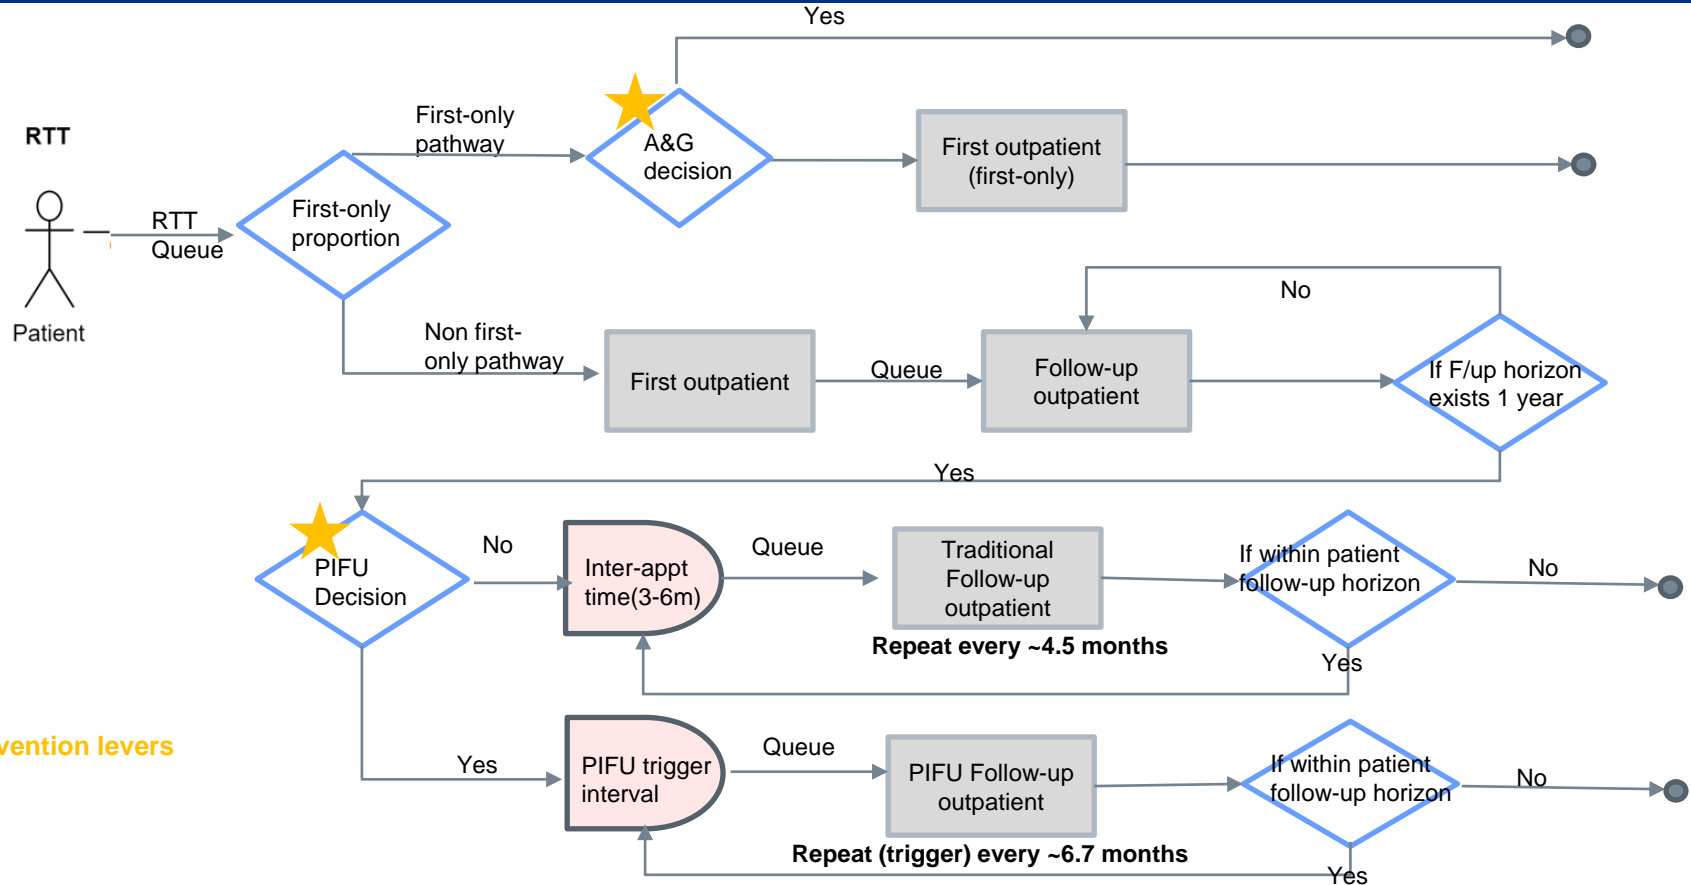 Yes
RTT
First-only
pathway
A&G
decision
First outpatient
(first-only)
RTT
Queue
First-only
proportion
Patient
No
Non first-
only pathway
First outpatient
Queue
Follow-up
outpatient
If F/up horizon
exists 1 year
Yes
PIFU
Decision
No
Inter-appt
time(3-6m)
Queue
Traditional
Follow-up
outpatient
If within patient
follow-up horizon
No
Repeat every ~4.5 months
Yes
vention levers
Yes
PIFU trigger
interval
Queue
PIFU Follow-up
outpatient
If within patient
follow-up horizon
No
Repeat (trigger) every ~6.7 months
Yes